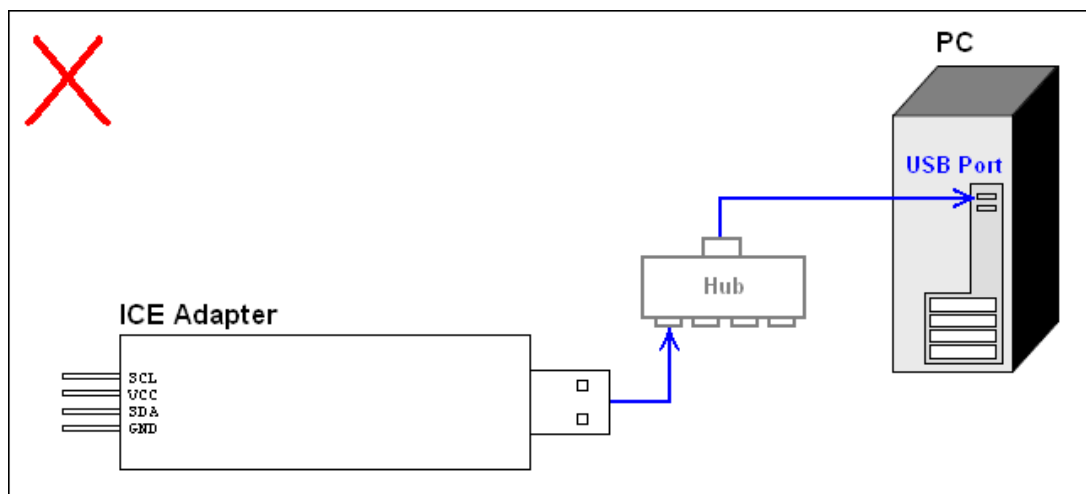 PC
USB Port
Hub
ICE Adapter
SCL
VCC
SDA
GND